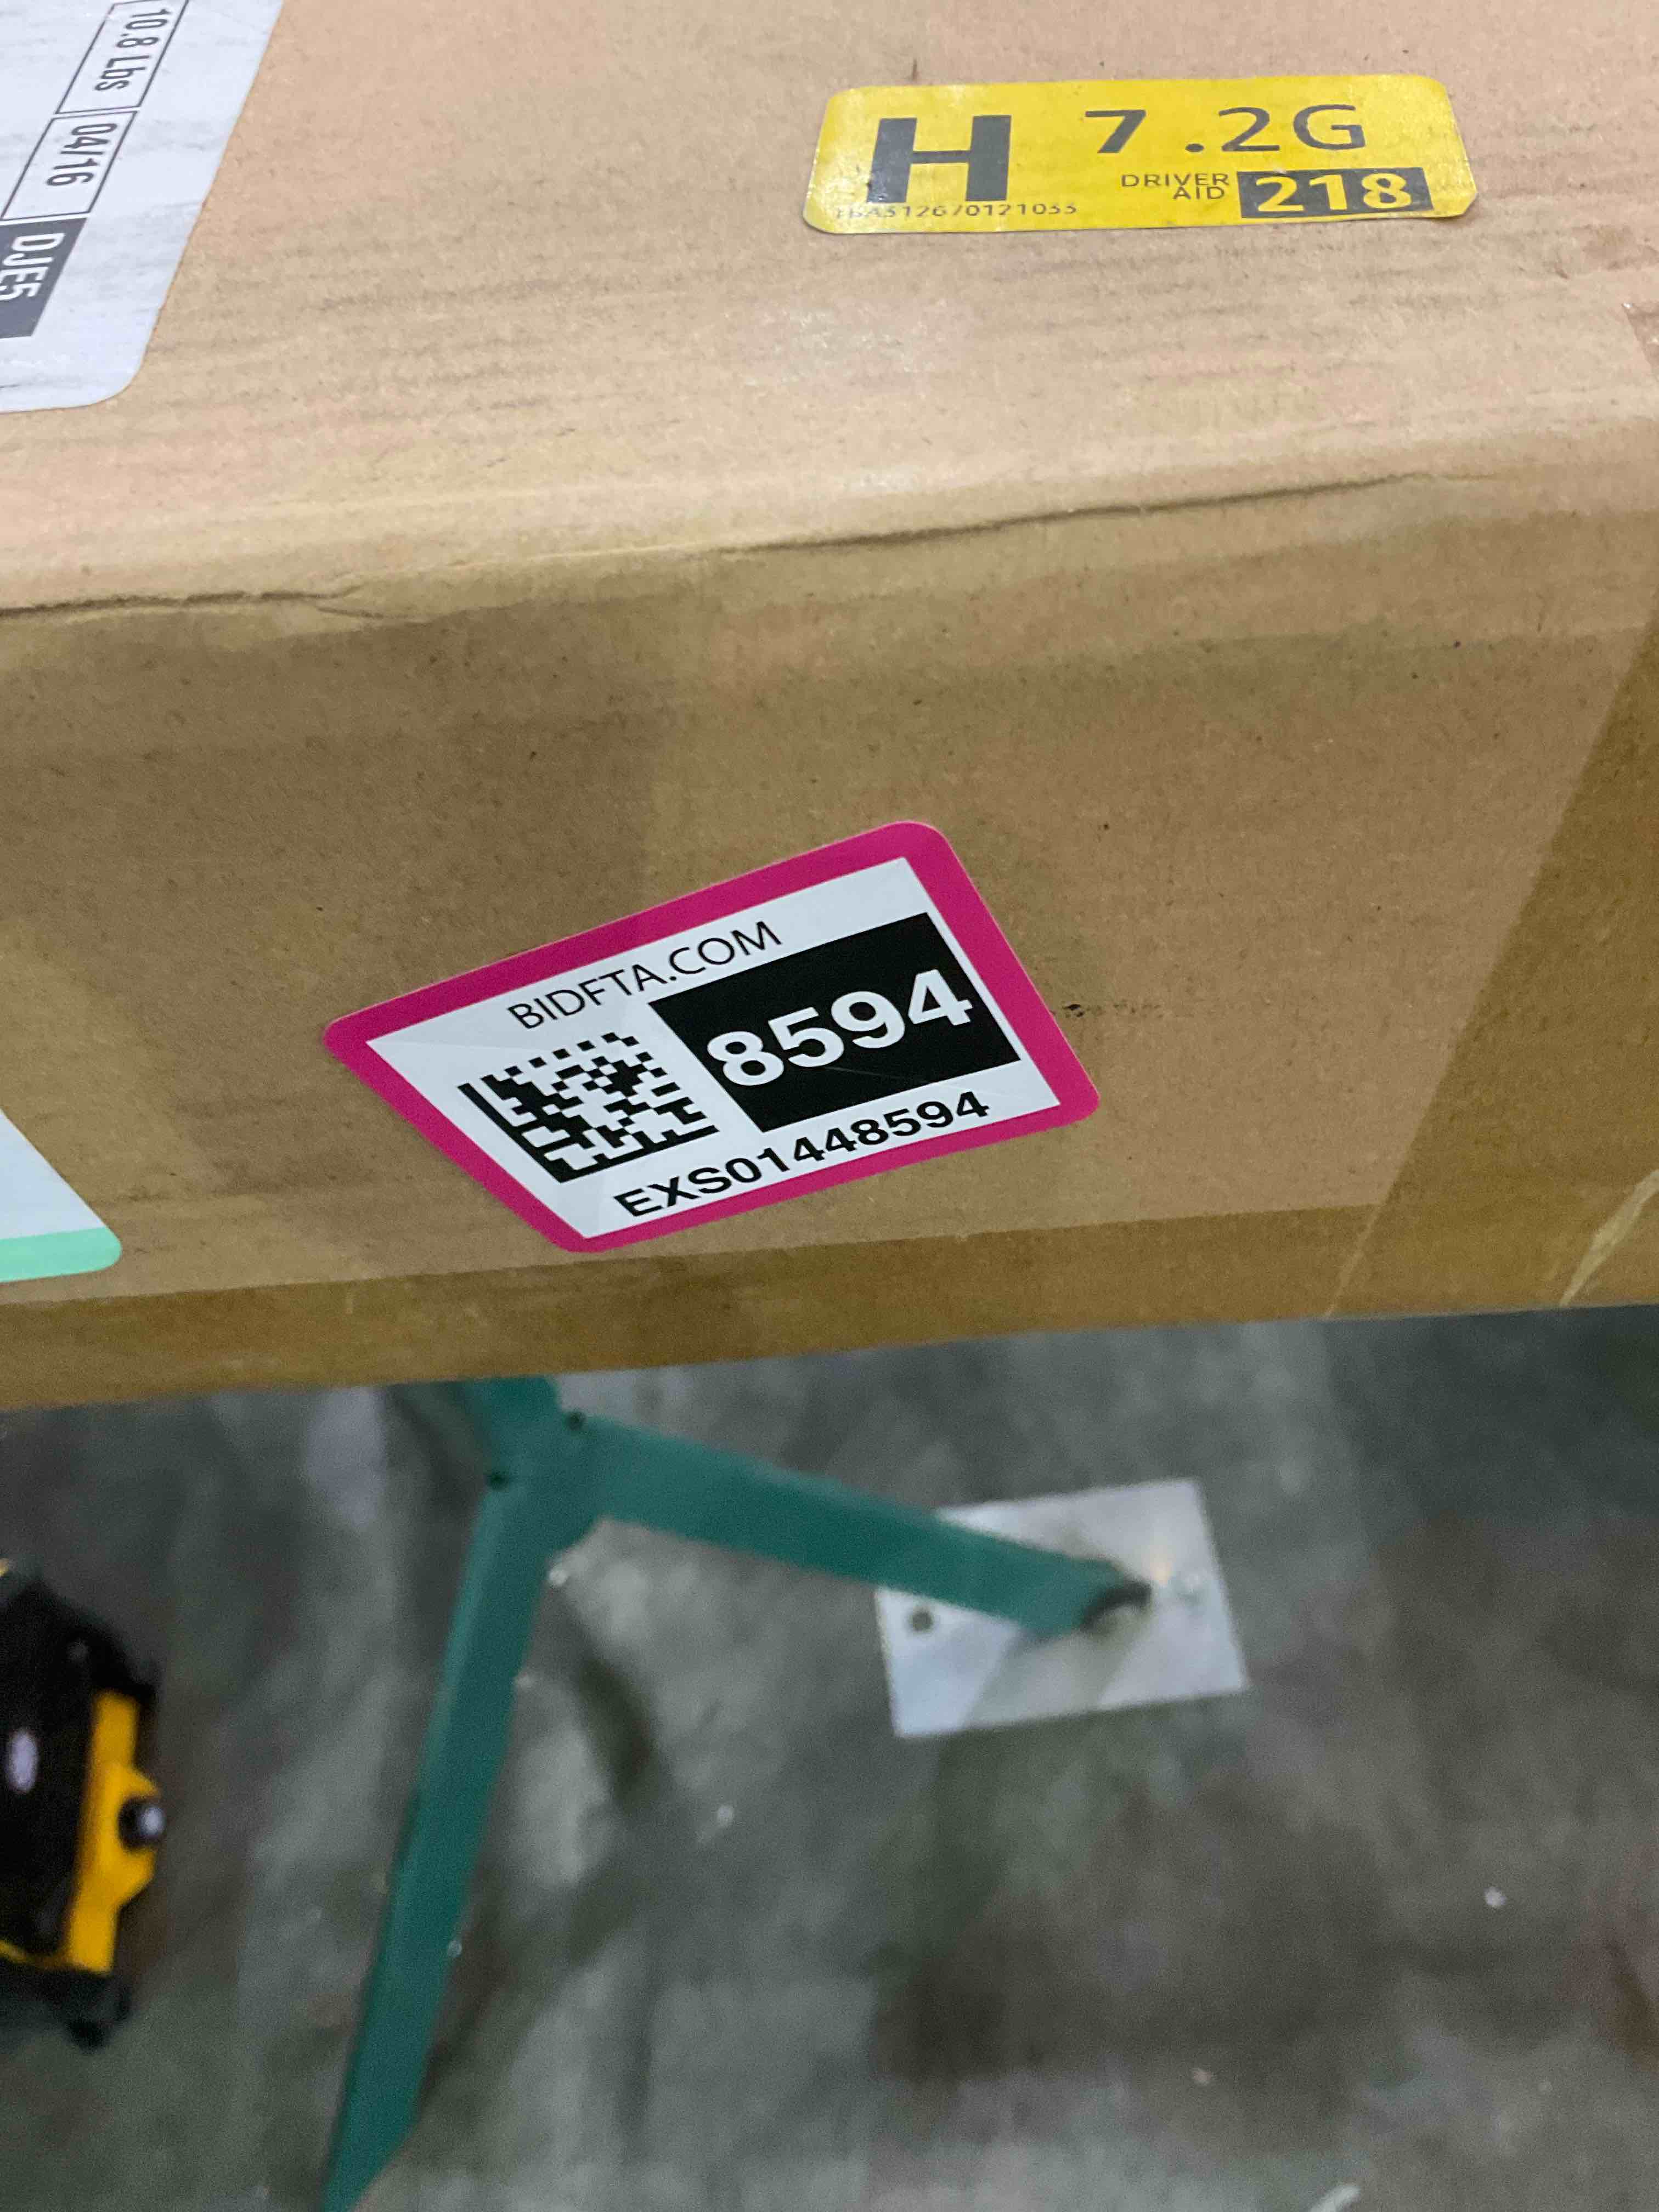 10.8 Lbs
04/16
DJE5
H
7.2G
DRIVER
AID
218
BIDFTA.COM
8594
EXS01448594